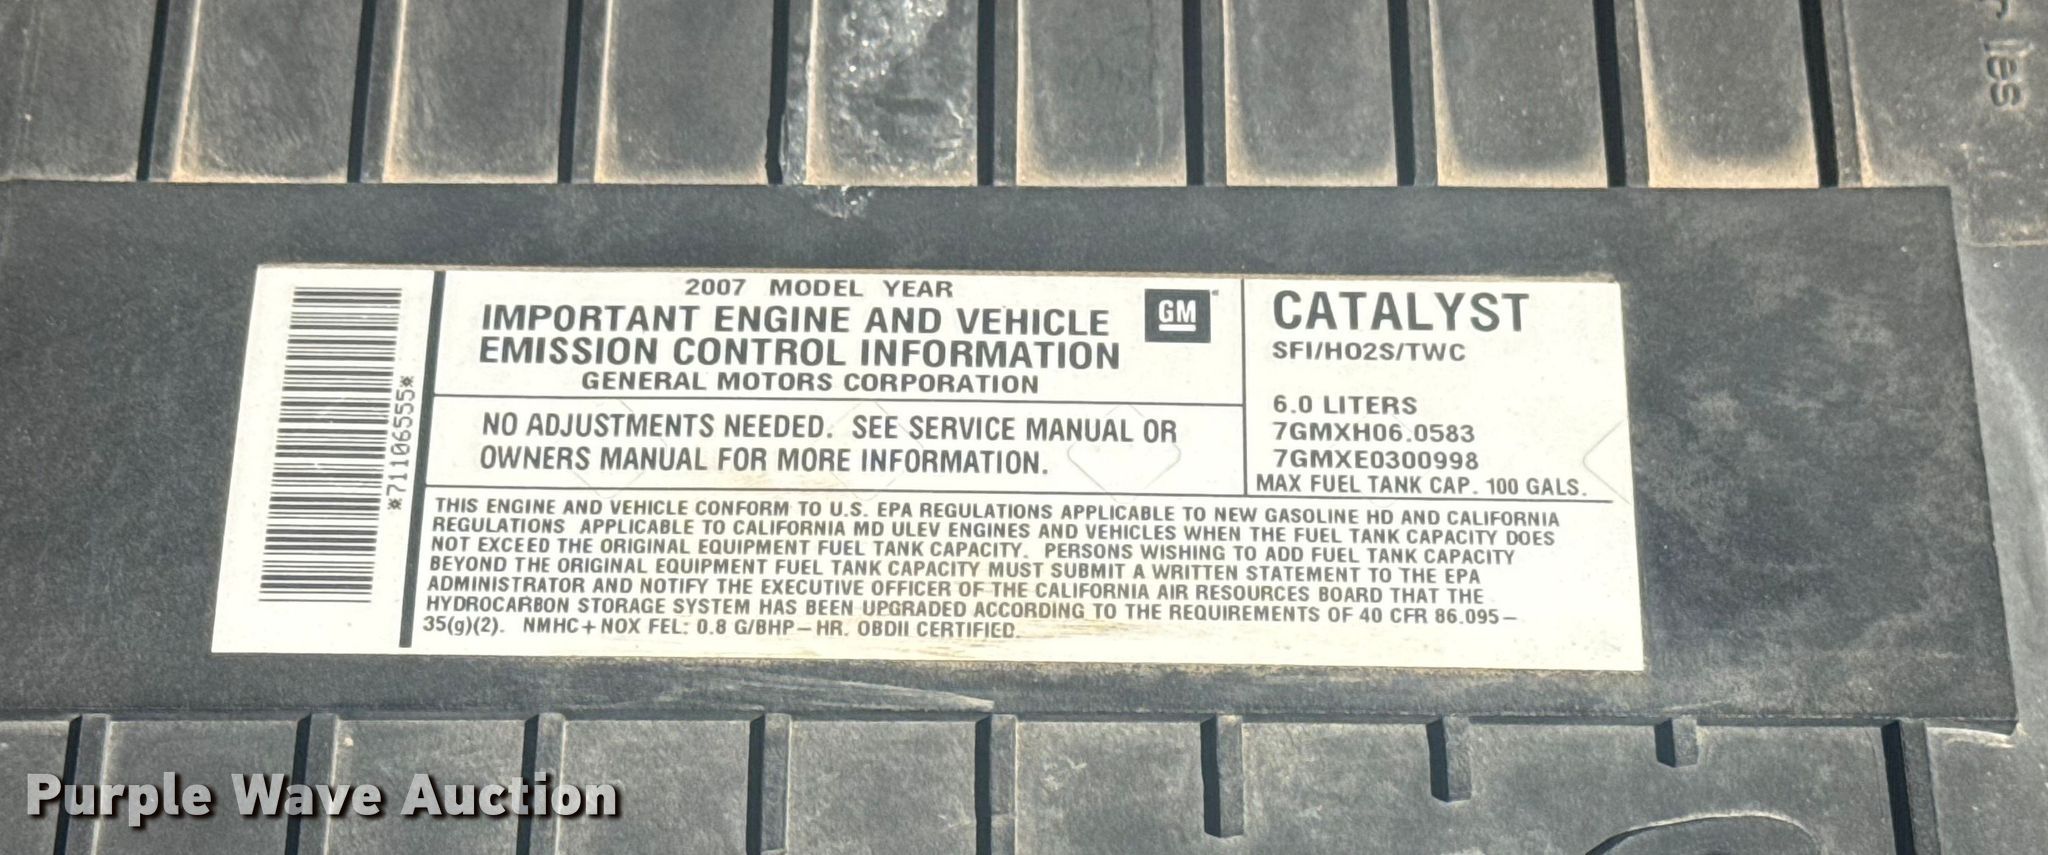 r les
2007 MODEL YEAR
IMPORTANT ENGINE AND VEHICLE
EMISSION CONTROL INFORMATION
GENERAL MOTORS CORPORATION
GM
NO ADJUSTMENTS NEEDED. SEE SERVICE MANUAL OR
OWNERS MANUAL FOR MORE INFORMATION.
CATALYST
SFI/HO2S/TWC
6.0 LITERS
7GMXH06.0583
7GMXE0300998
MAX FUEL TANK CAP. 100 GALS.
*711065555*
THIS ENGINE AND VEHICLE CONFORM TO U.S. EPA REGULATIONS APPLICABLE TO NEW GASOLINE HD AND CALIFORNIA
REGULATIONS APPLICABLE TO CALIFORNIA MD ULEV ENGINES AND VEHICLES WHEN THE FUEL TANK CAPACITY DOES
NOT EXCEED THE ORIGINAL EQUIPMENT FUEL TANK CAPACITY. PERSONS WISHING TO ADD FUEL TANK CAPACITY
BEYOND THE ORIGINAL EQUIPMENT FUEL TANK CAPACITY MUST SUBMIT A WRITTEN STATEMENT TO THE EPA
ADMINISTRATOR AND NOTIFY THE EXECUTIVE OFFICER OF THE CALIFORNIA AIR RESOURCES BOARD THAT THE
HYDROCARBON STORAGE SYSTEM HAS BEEN UPGRADED ACCORDING TO THE REQUIREMENTS OF 40 CFR 86.095-
35(g)(2). NMHC+NOX FEL: 0.8 G/BHP-HR. OBDII CERTIFIED.
Purple Wave Auction